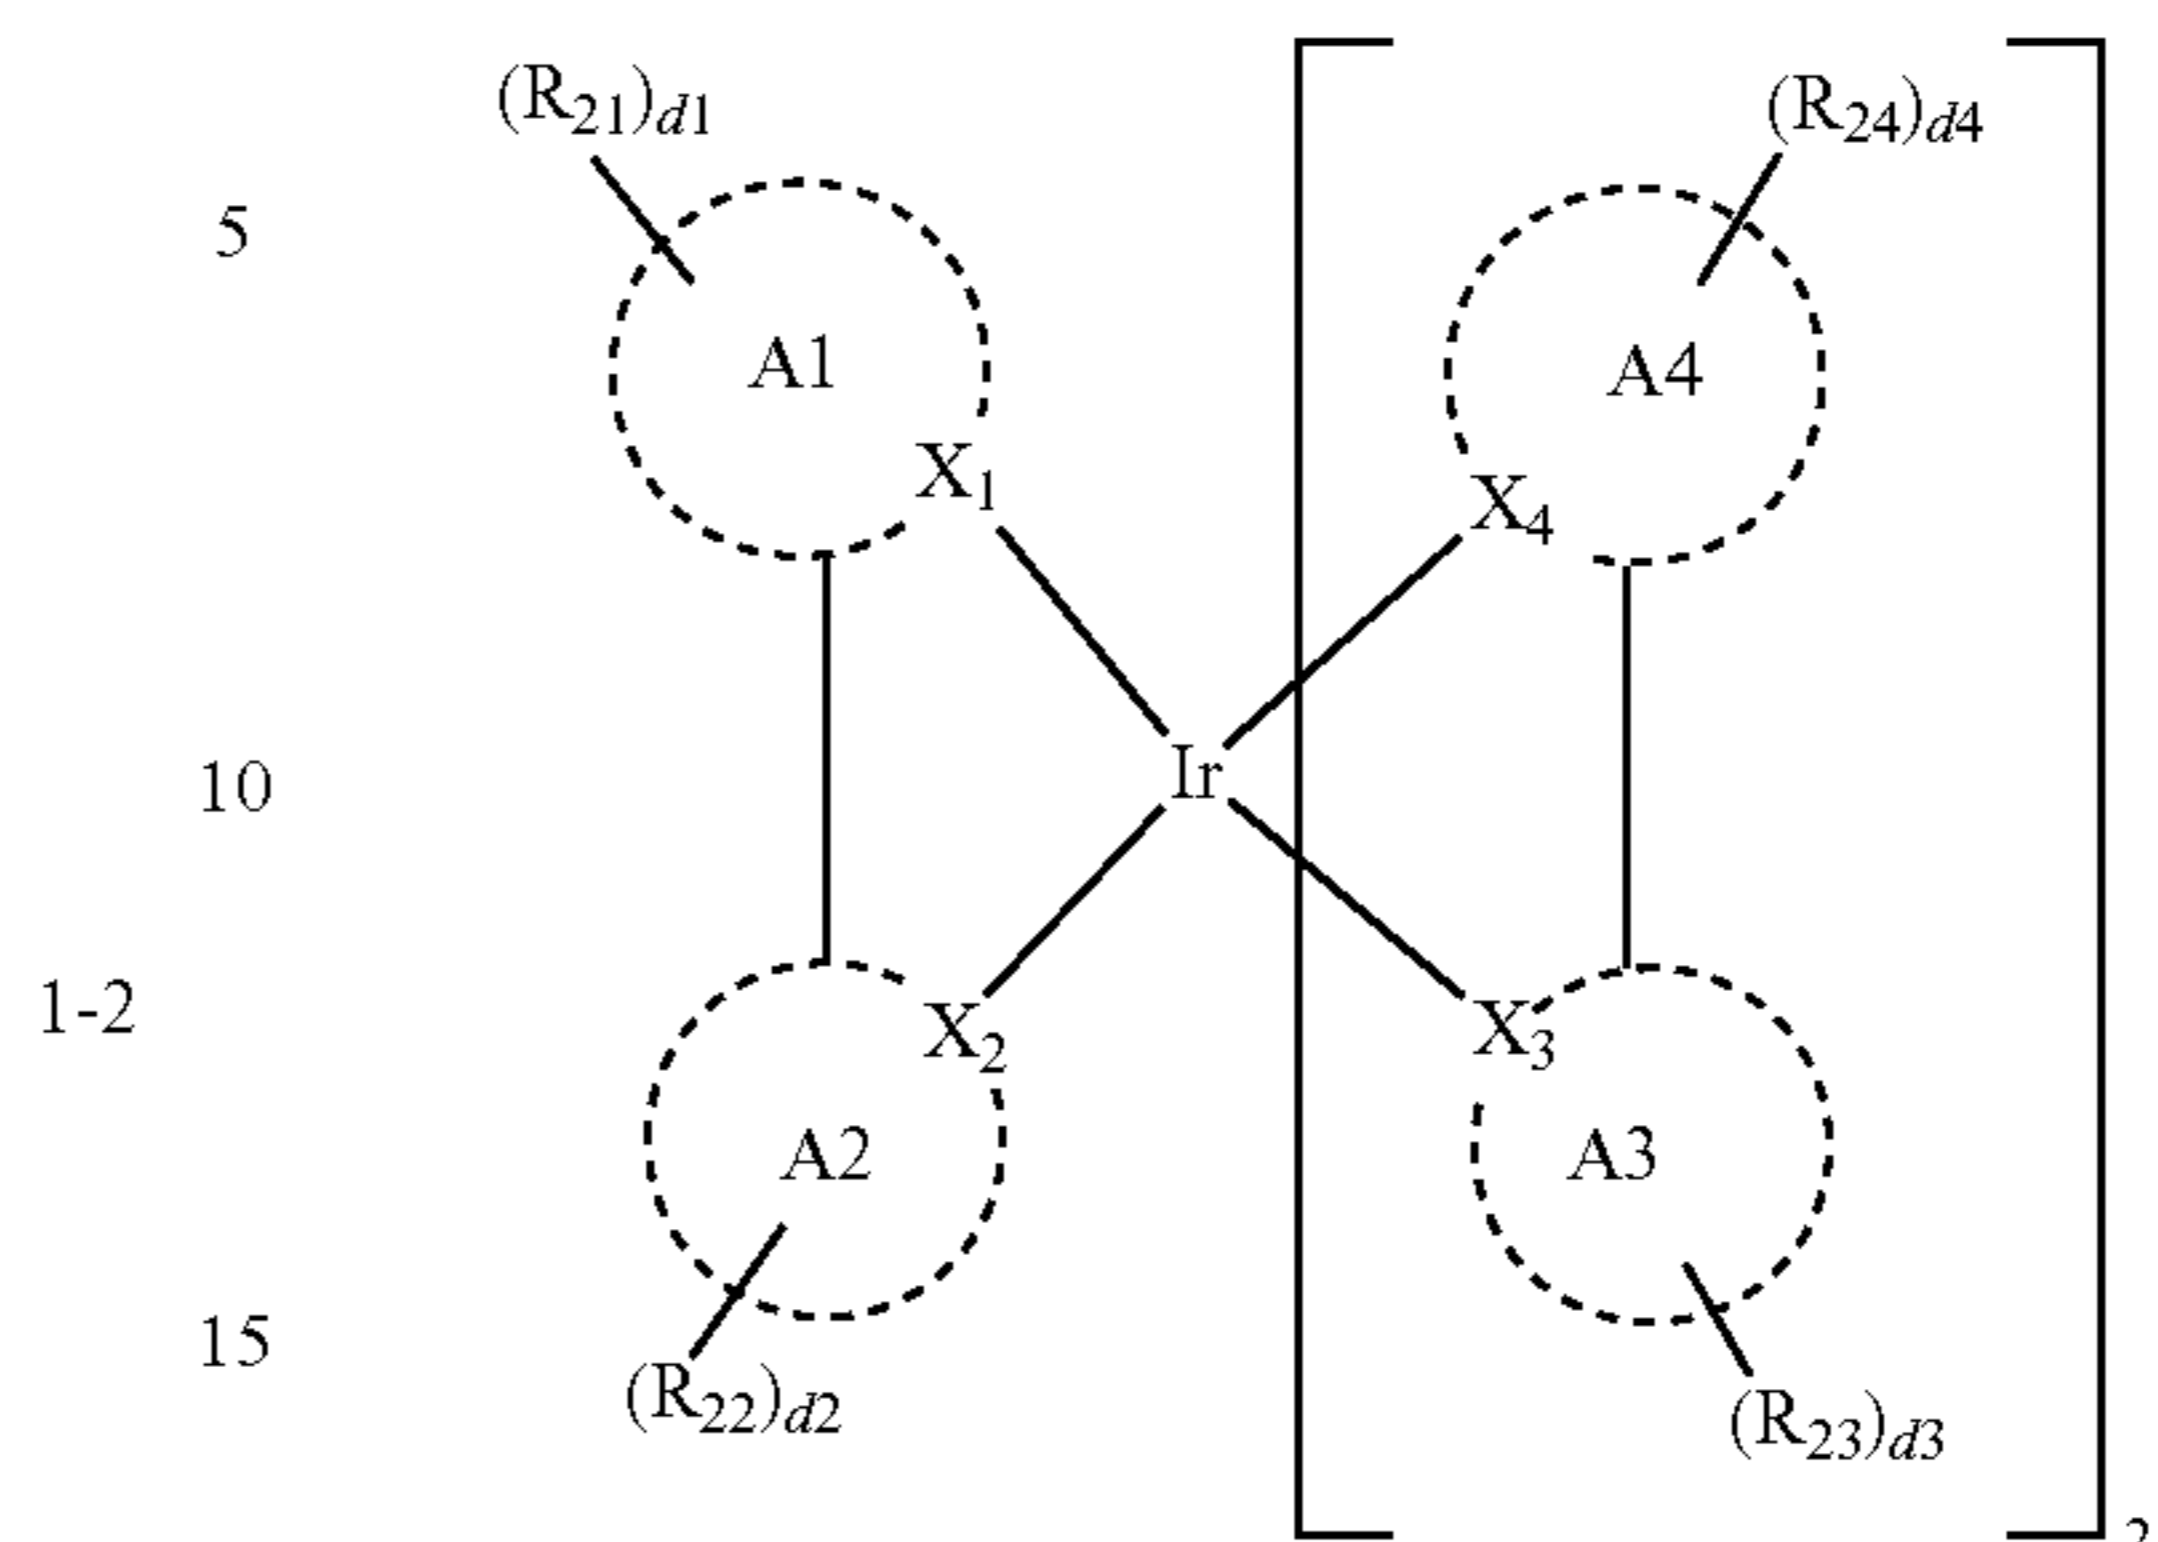 (R21)d1 (R24)d4
5
A1 A4
X1 X4
10 Ir
1-2 X2 X3
A2 A3
15
(R22)d2 (R23)d3